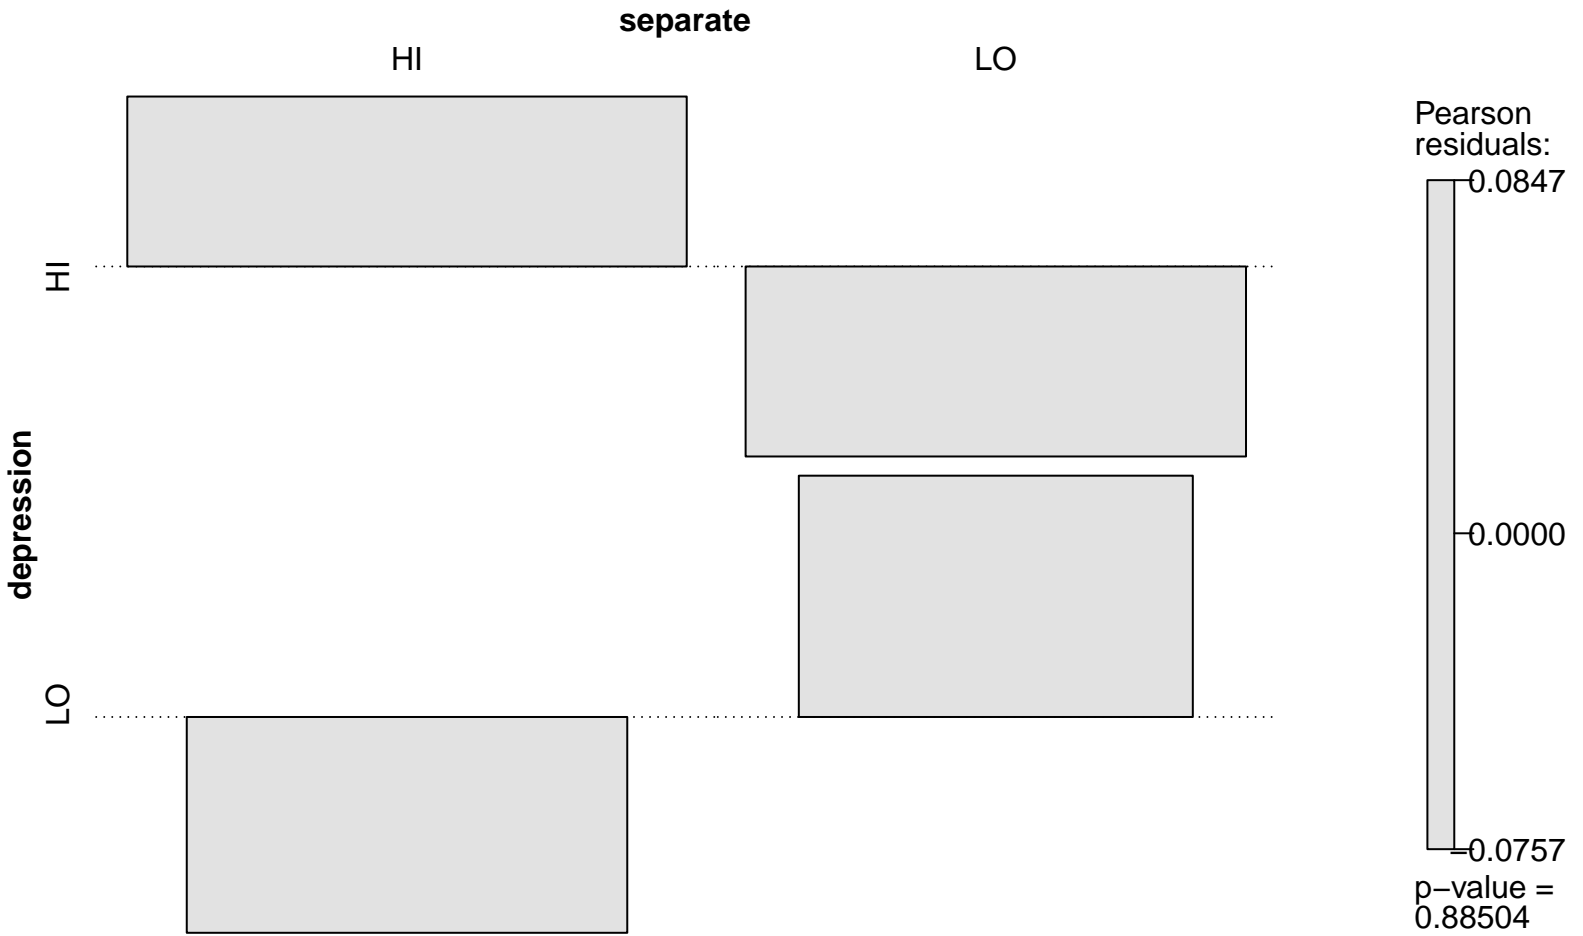 separate
HI
LO
HI
LO
depression
Pearson
residuals:
0.0847
0.0000
−0.0757
p−value =
0.88504